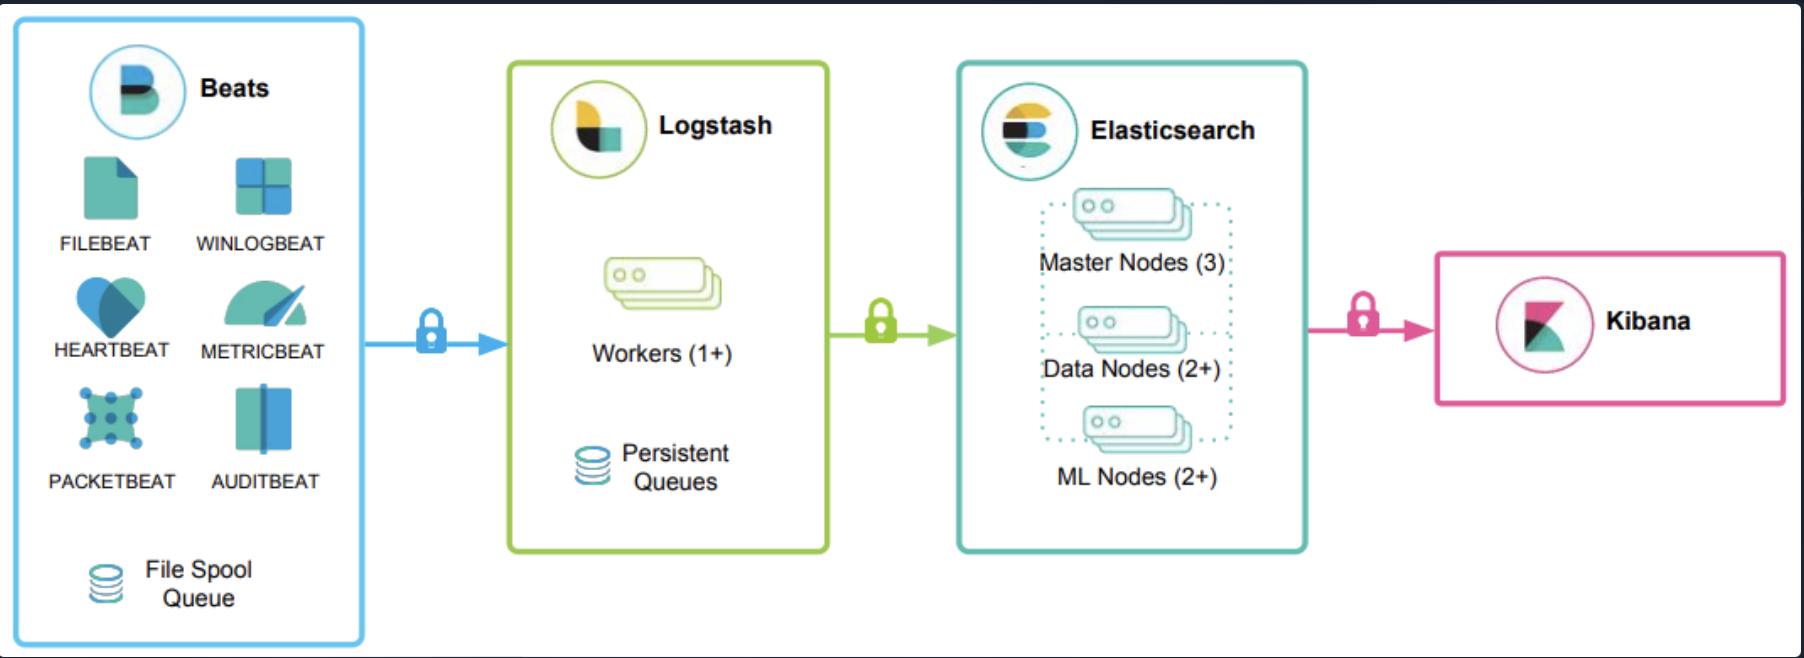 Beats
FILEBEAT
WINLOGBEAT
HEARTBEAT
METRICBEAT
PACKETBEAT
AUDITBEAT
File Spool
Queue
Logstash
Workers (1+)
Persistent
Queues
Elasticsearch
Master Nodes (3)
Data Nodes (2+)
ML Nodes (2+)
Kibana